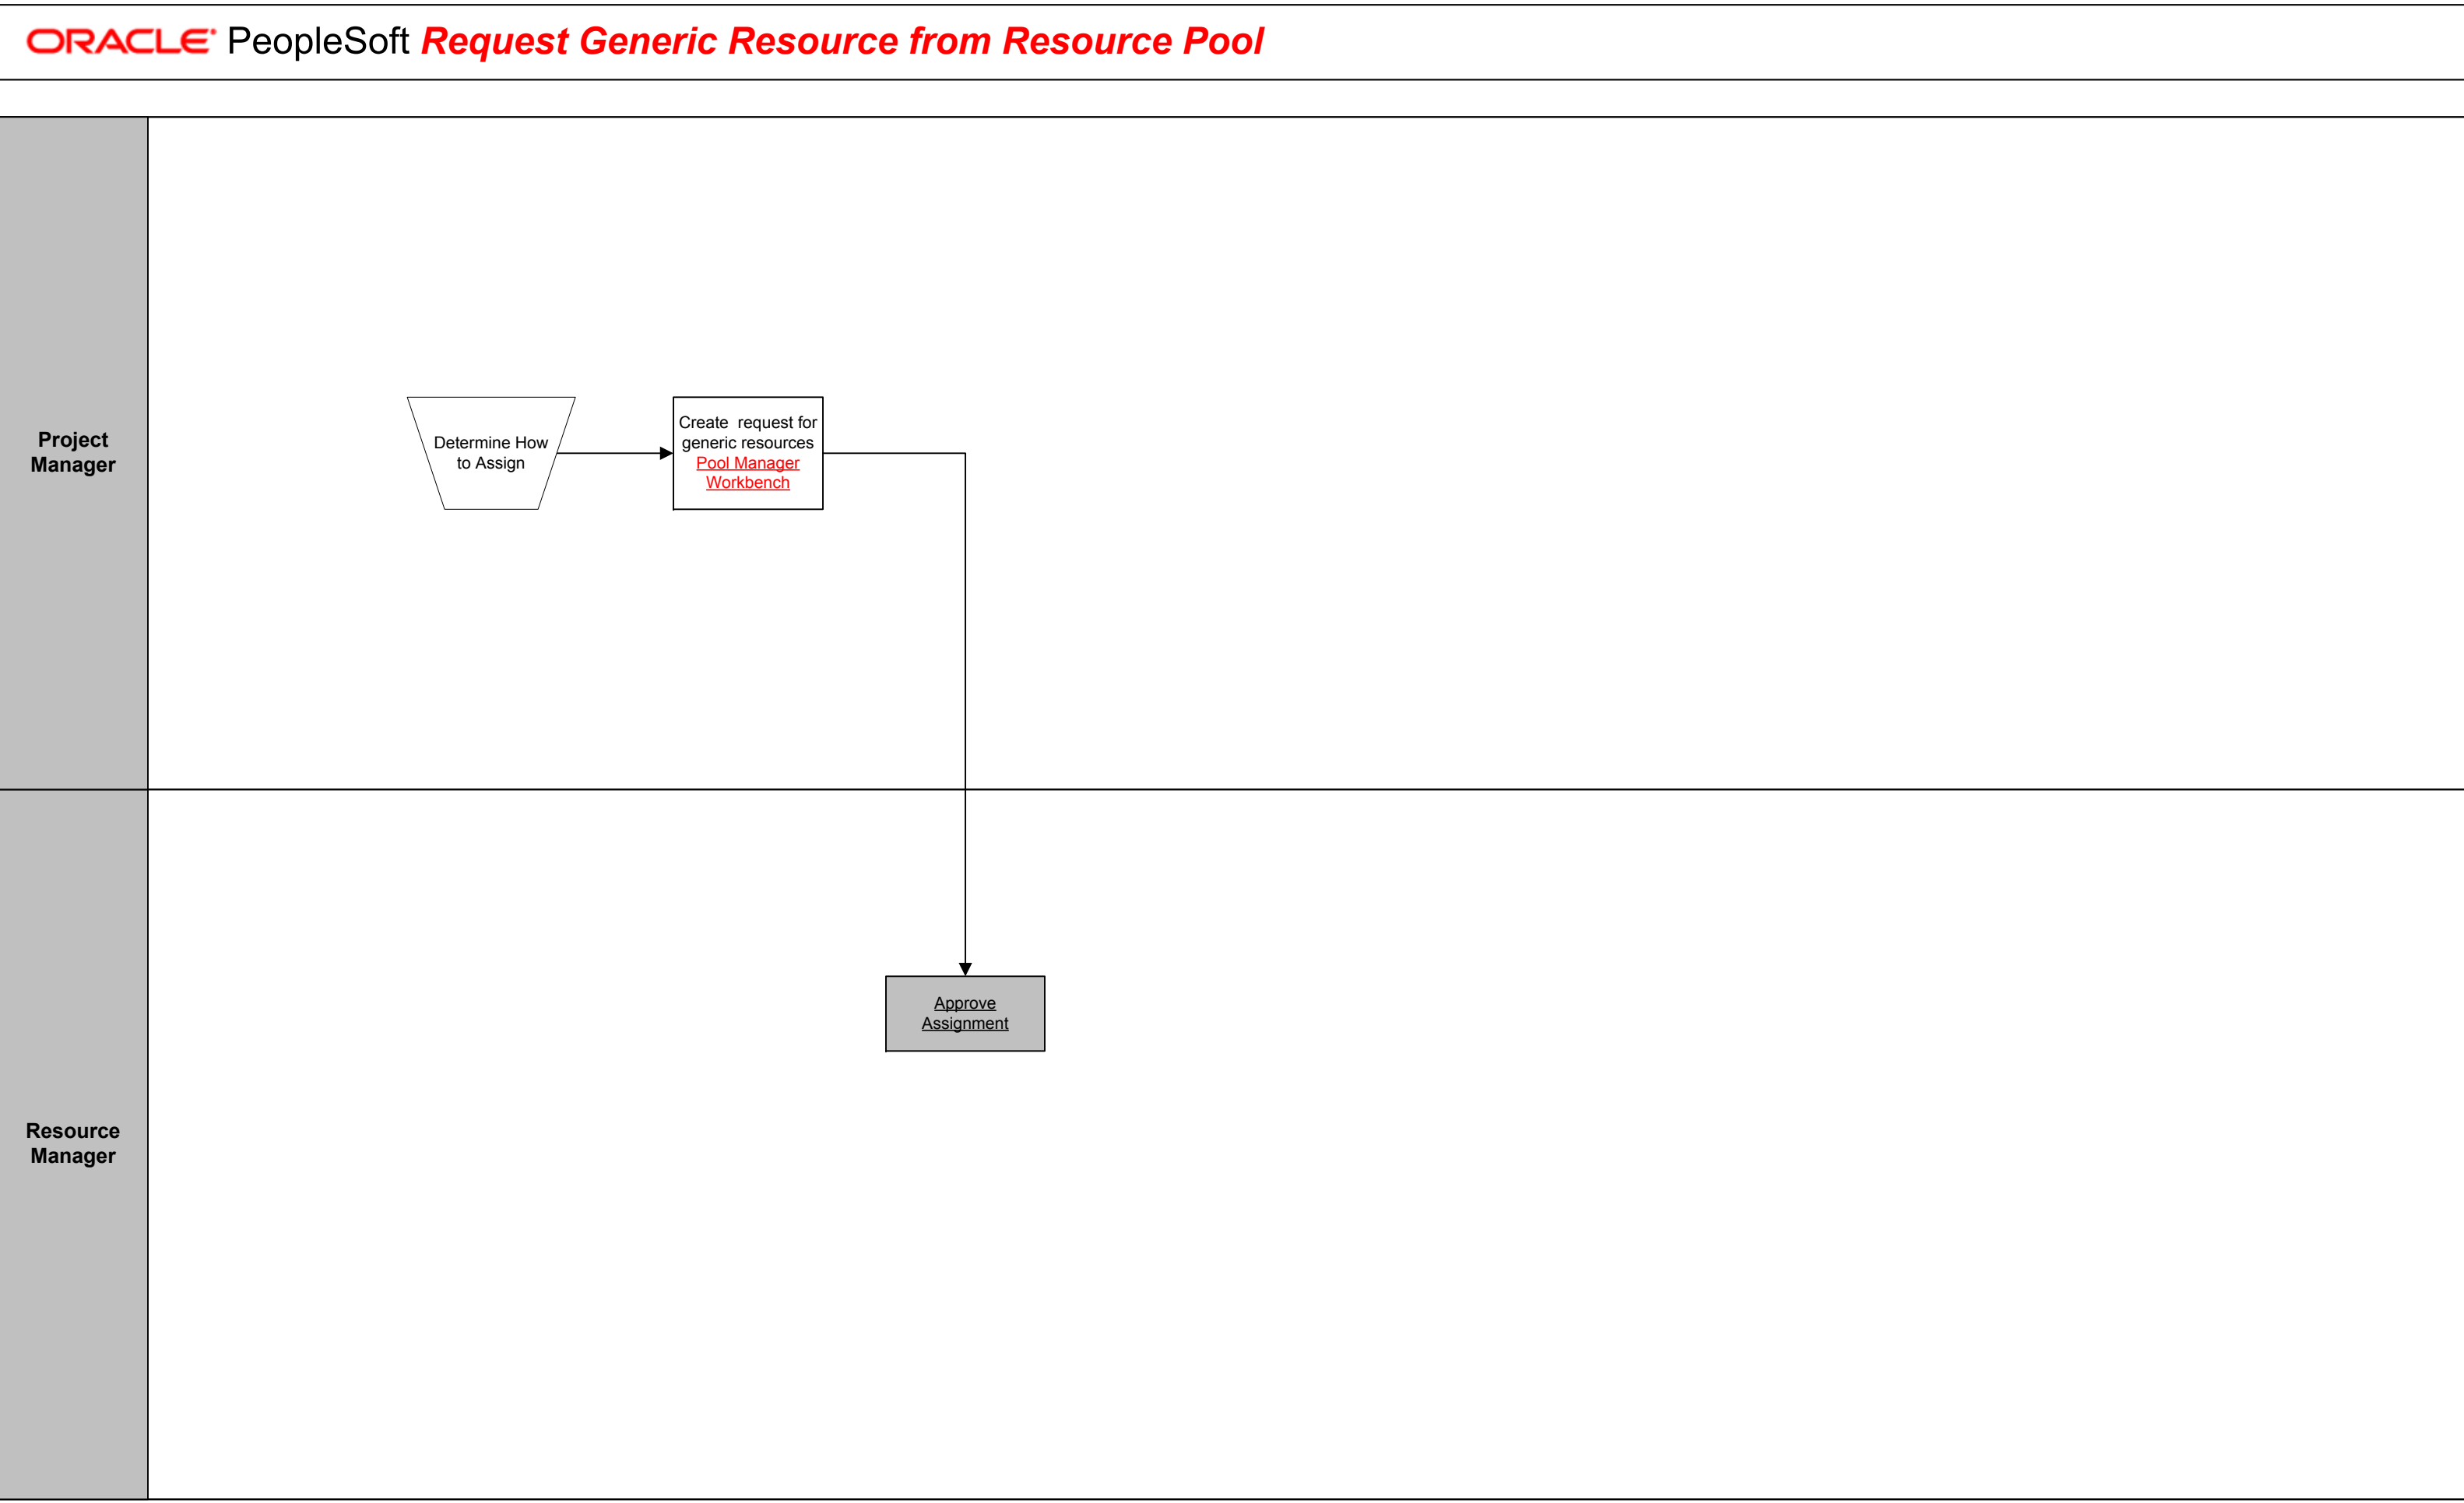 ORACLE® PeopleSoft Request Generic Resource from Resource Pool
Project
Manager
Determine How
to Assign
Create  request for
generic resources
Pool Manager
Workbench
Resource
Manager
Approve
Assignment